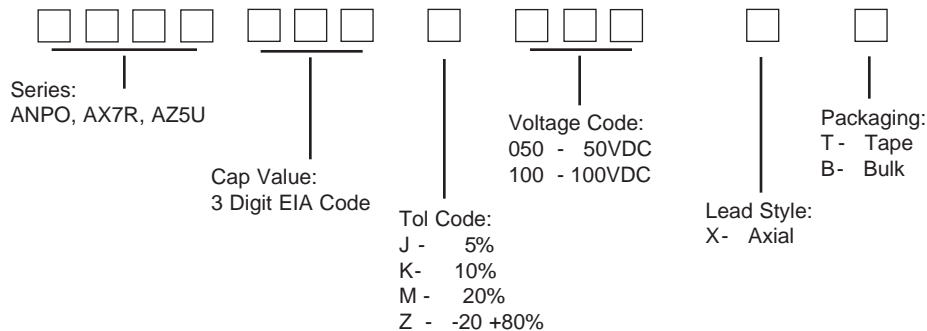 Series:
ANPO, AX7R, AZ5U
Cap Value:
3 Digit EIA Code
Tol Code:
J - 5%
K- 10%
M - 20%
Z - -20 +80%
Voltage Code:
050 - 50VDC
100 - 100VDC
Lead Style:
X- Axial
Packaging:
T - Tape
B- Bulk